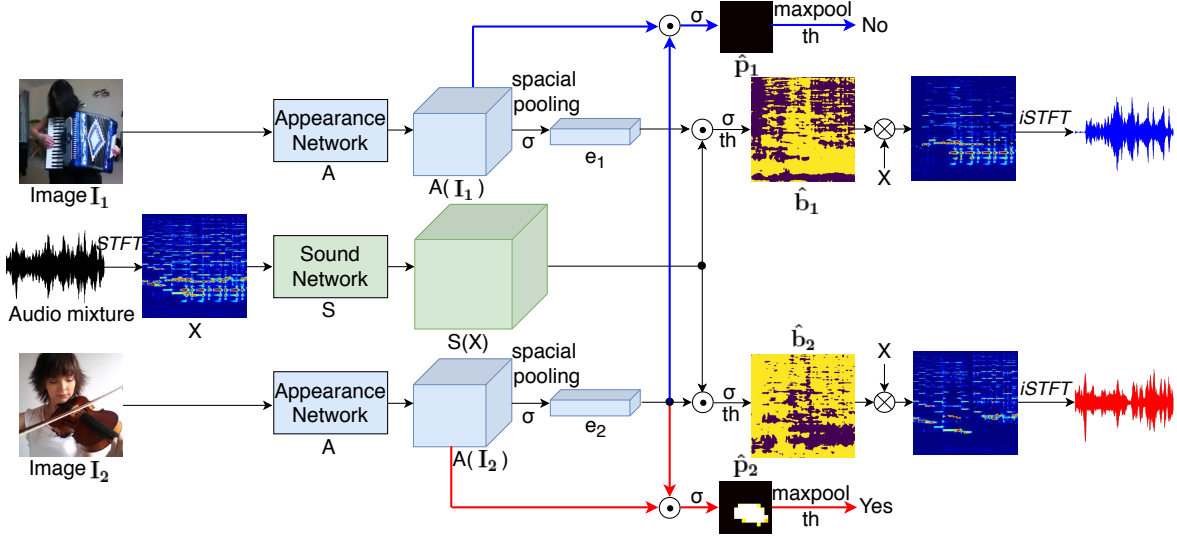 σ
maxpool
th
No
p̂₁
Appearance
Network
A
spacial
pooling
σ
A(I₁)
e₁
σ
th
b̂₁
X
iSTFT
Image I₁
STFT
Audio mixture
X
Sound
Network
S
S(X)
Appearance
Network
A
spacial
pooling
σ
A(I₂)
e₂
σ
th
b̂₂
X
iSTFT
Image I₂
σ
p̂₂
maxpool
th
Yes